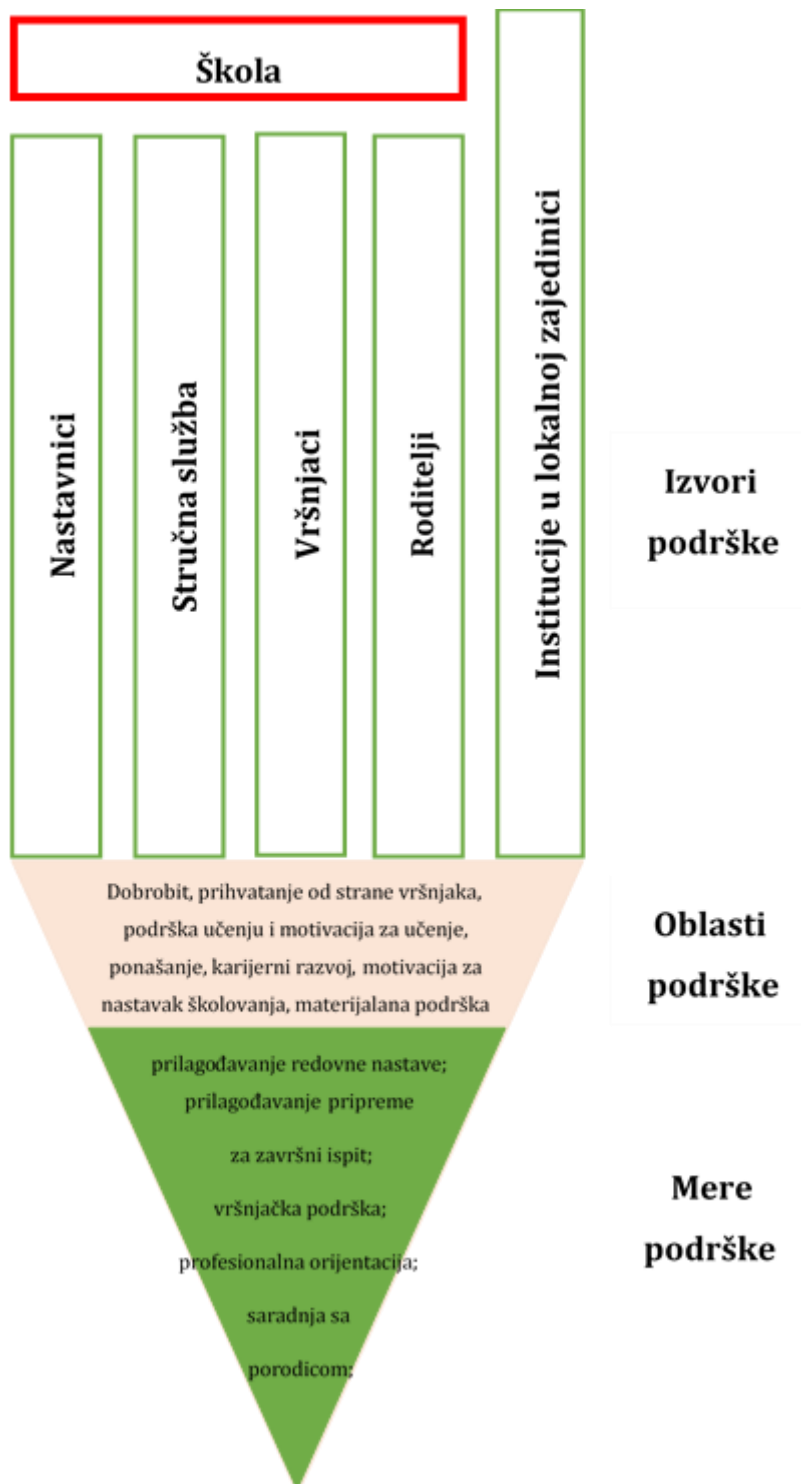 Škola
Nastavnici
Stručna služba
Vršnjaci
Roditelji
Institucije u lokalnoj zajedinici
Izvori
podrške
Dobrobit, prihvatanje od strane vršnjaka,
podrška učenju i motivacija za učenje,
ponašanje, karijerni razvoj, motivacija za
nastavak školovanja, materijalana podrška
Oblasti
podrške
prilagođavanje redovne nastave;
prilagođavanje pripreme
za završni ispit;
vršnjačka podrška;
profesionalna orijentacija;
saradnja sa
porodicom;
Mere
podrške